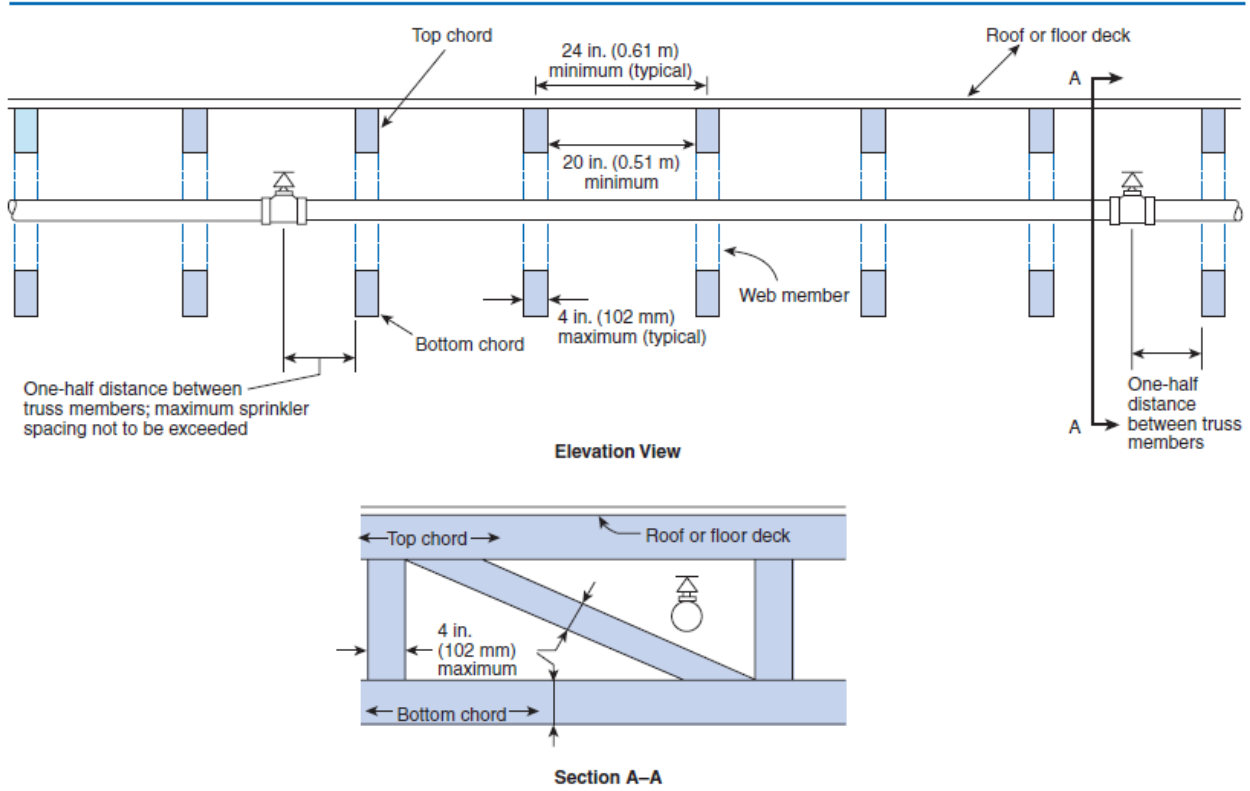 Top chord
24 in. (0.61 m)
minimum (typical)
Roof or floor deck
A
20 in. (0.51 m)
minimum
Web member
4 in. (102 mm)
maximum (typical)
Bottom chord
One-half distance between
truss members; maximum sprinkler
spacing not to be exceeded
One-half
distance
between truss
members
A
Elevation View
Top chord
Roof or floor deck
4 in.
(102 mm)
maximum
Bottom chord
Section A–A